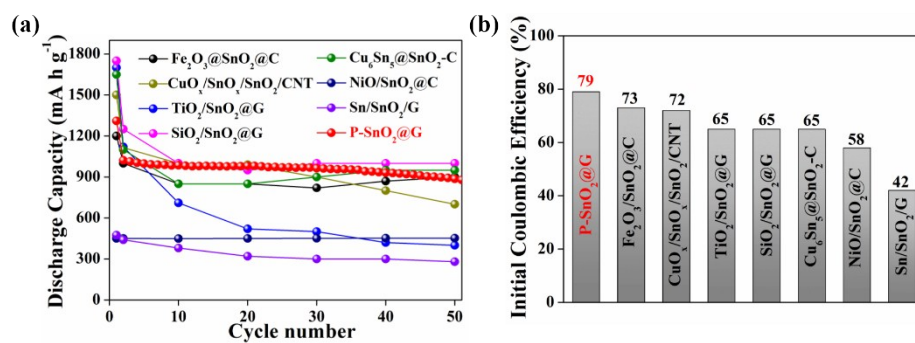 (a)
Discharge Capacity (mA h g⁻¹)
1800
1500
1200
900
600
300
0
Fe₂O₃@SnO₂@C
CuOₓ/SnOₓ/SnO₂/CNT
TiO₂/SnO₂@G
SiO₂/SnO₂@G
Cu₆Sn₅@SnO₂-C
NiO/SnO₂@C
Sn/SnO₂/G
P-SnO₂@G
0 10 20 30 40 50
Cycle number
(b)
Initial Coulombic Efficiency (%)
100
80
60
40
20
0
79
73
72
65
65
65
58
42
P-SnO₂@G
Fe₂O₃/SnO₂@C
CuOₓ/SnOₓ/SnO₂/CNT
TiO₂/SnO₂@G
SiO₂/SnO₂@G
Cu₆Sn₅@SnO₂-C
NiO/SnO₂@C
Sn/SnO₂/G